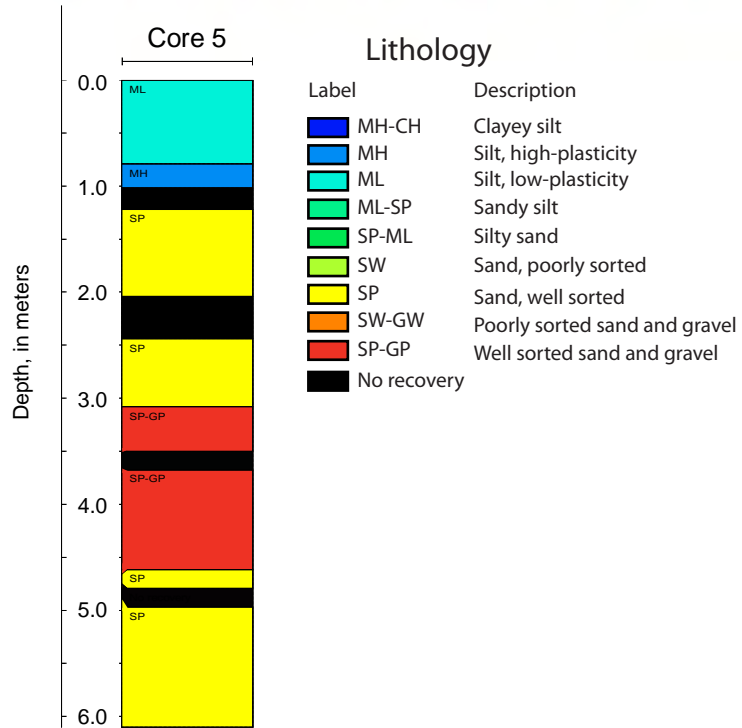 Core 5
Depth, in meters
0.0
1.0
2.0
3.0
4.0
5.0
6.0
ML
MH
SP
SP
SP-GP
SP-GP
SP
SP
Lithology
Label Description
MH-CH Clayey silt
MH Silt, high-plasticity
ML Silt, low-plasticity
ML-SP Sandy silt
SP-ML Silty sand
SW Sand, poorly sorted
SP Sand, well sorted
SW-GW Poorly sorted sand and gravel
SP-GP Well sorted sand and gravel
No recovery